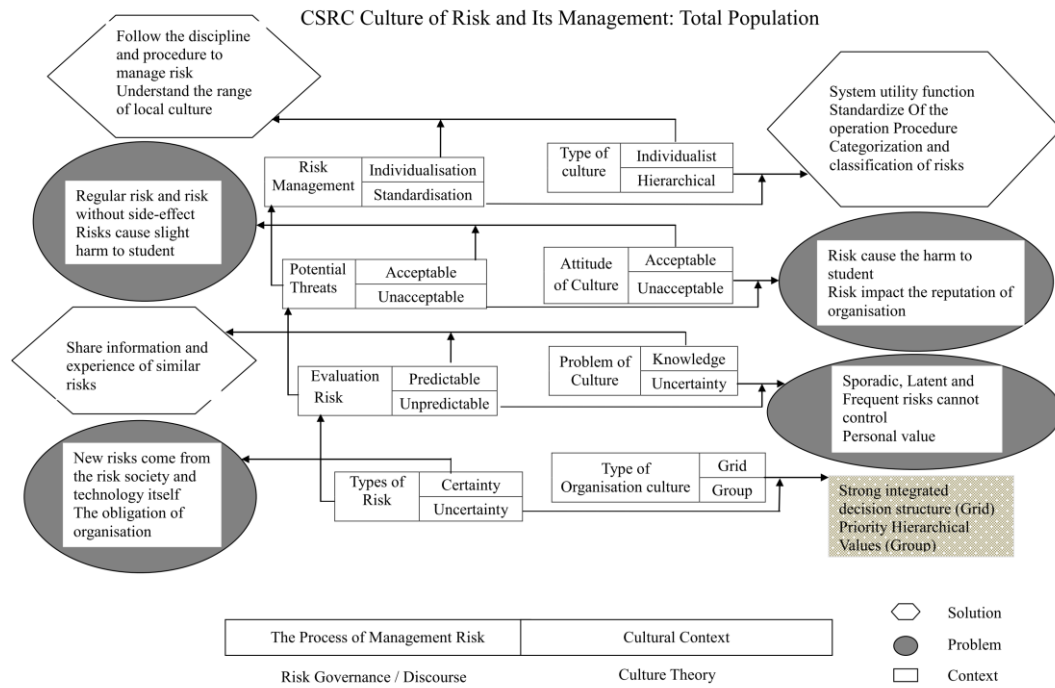 CSRC Culture of Risk and Its Management: Total Population
Follow the discipline
and procedure to
manage risk
Understand the range
of local culture
System utility function
Standardize Of the
operation Procedure
Categorization and
classification of risks
Risk
Management
Individualisation
Standardisation
Type of
culture
Individualist
Hierarchical
Regular risk and risk
without side-effect
Risks cause slight
harm to student
Potential
Threats
Acceptable
Unacceptable
Attitude
of Culture
Acceptable
Unacceptable
Risk cause the harm to
student
Risk impact the reputation of
organisation
Share information and
experience of similar
risks
Evaluation
Risk
Predictable
Unpredictable
Problem of
Culture
Knowledge
Uncertainty
Sporadic, Latent and
Frequent risks cannot
control
Personal value
New risks come from
the risk society and
technology itself
The obligation of
organisation
Types of
Risk
Certainty
Uncertainty
Type of
Organisation culture
Grid
Group
Strong integrated
decision structure (Grid)
Priority Hierarchical
Values (Group)
The Process of Management Risk
Cultural Context
Risk Governance / Discourse
Culture Theory
Solution
Problem
Context